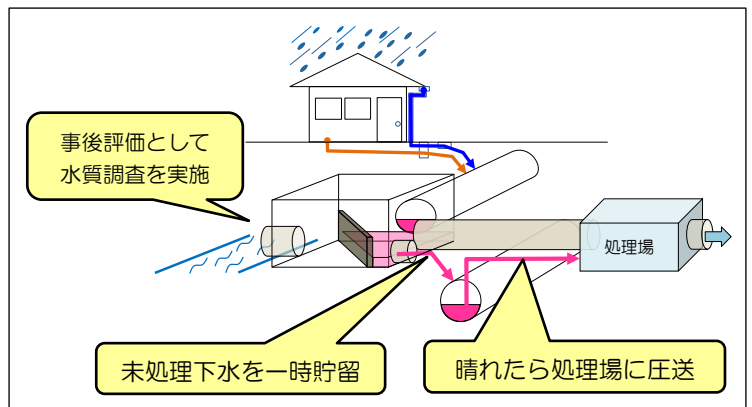 事後評価として
水質調査を実施
処理場
未処理下水を一時貯留
晴れたら処理場に圧送